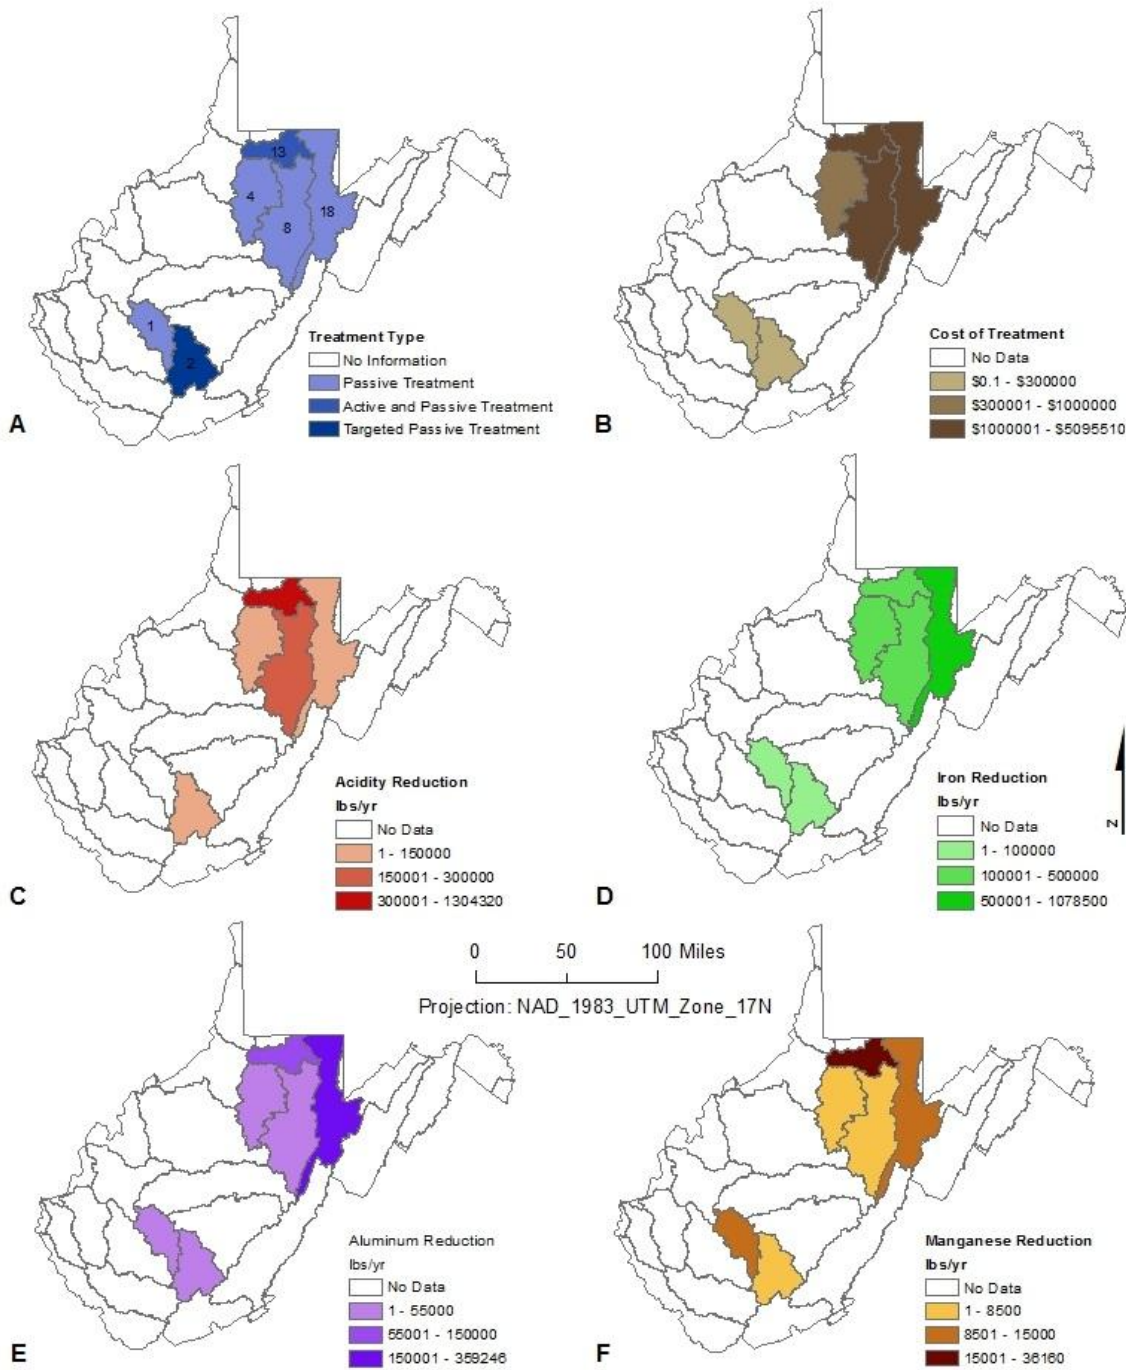 13
4
8
18
1
2
Treatment Type
No Information
Passive Treatment
Active and Passive Treatment
Targeted Passive Treatment
A
Cost of Treatment
No Data
$0.1 - $300000
$300001 - $1000000
$1000001 - $5095510
B
Acidity Reduction
lbs/yr
No Data
1 - 150000
150001 - 300000
300001 - 1304320
C
Iron Reduction
lbs/yr
No Data
1 - 100000
100001 - 500000
500001 - 1078500
D
N
0 50 100 Miles
Projection: NAD_1983_UTM_Zone_17N
Aluminum Reduction
lbs/yr
No Data
1 - 55000
55001 - 150000
150001 - 359246
E
Manganese Reduction
lbs/yr
No Data
1 - 8500
8501 - 15000
15001 - 36160
F